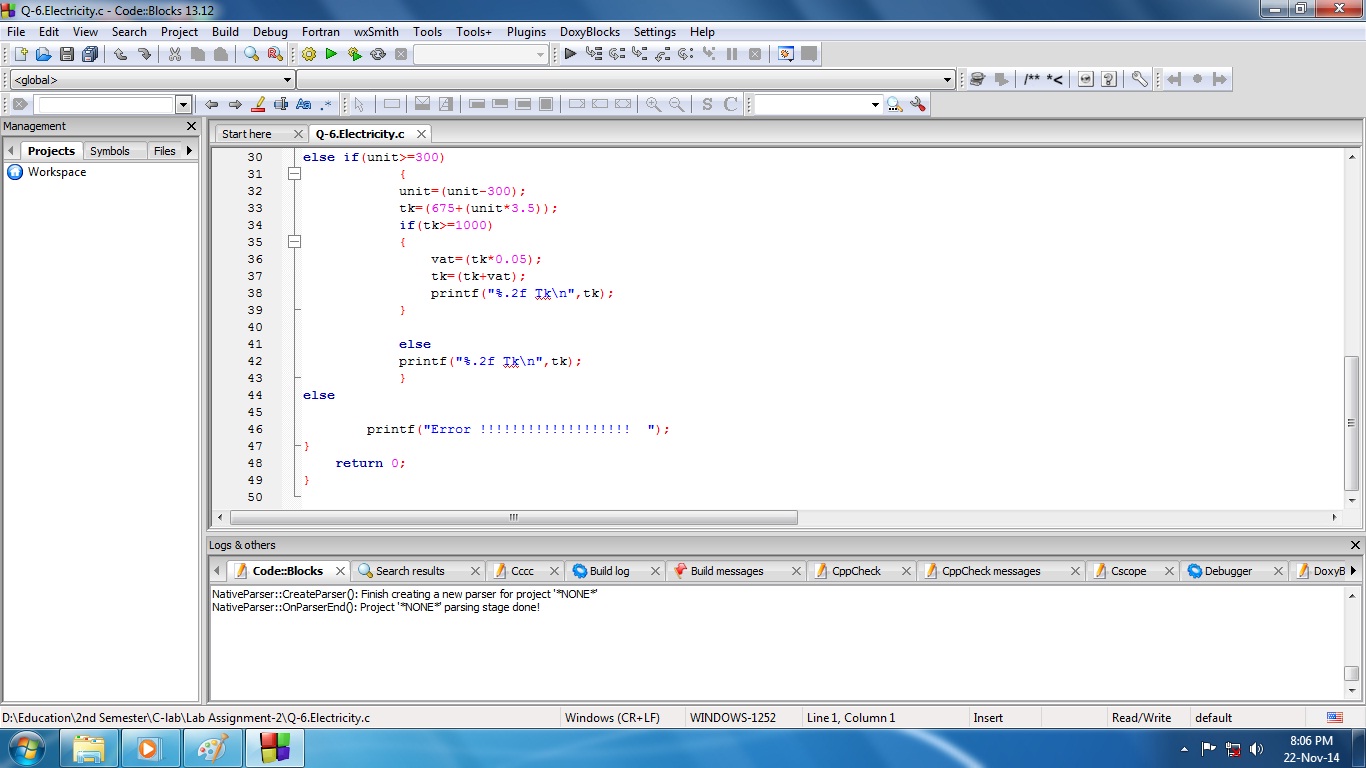 Q-6.Electricity.c - Code::Blocks 13.12
File Edit View Search Project Build Debug Fortran wxSmith Tools Tools+ Plugins DoxyBlocks Settings Help
<global>
/** *<
Aa .*
S C
Management
Projects Symbols Files
Workspace
Start here Q-6.Electricity.c
30 else if(unit>=300)
31 {
32 unit=(unit-300);
33 tk=(675+(unit*3.5));
34 if(tk>=1000)
35 {
36 vat=(tk*0.05);
37 tk=(tk+vat);
38 printf("%.2f Tk\n",tk);
39 }
40
41 else
42 printf("%.2f Tk\n",tk);
43 }
44 else
45
46 printf("Error !!!!!!!!!!!!!!!!!!!  ");
47 }
48 return 0;
49 }
50
Logs & others
Code::Blocks Search results Cccc Build log Build messages CppCheck CppCheck messages Cscope Debugger DoxyB
NativeParser::CreateParser(): Finish creating a new parser for project '*NONE*'
NativeParser::OnParserEnd(): Project '*NONE*' parsing stage done!
D:\Education\2nd Semester\C-lab\Lab Assignment-2\Q-6.Electricity.c Windows (CR+LF) WINDOWS-1252 Line 1, Column 1 Insert Read/Write default
8:06 PM
22-Nov-14